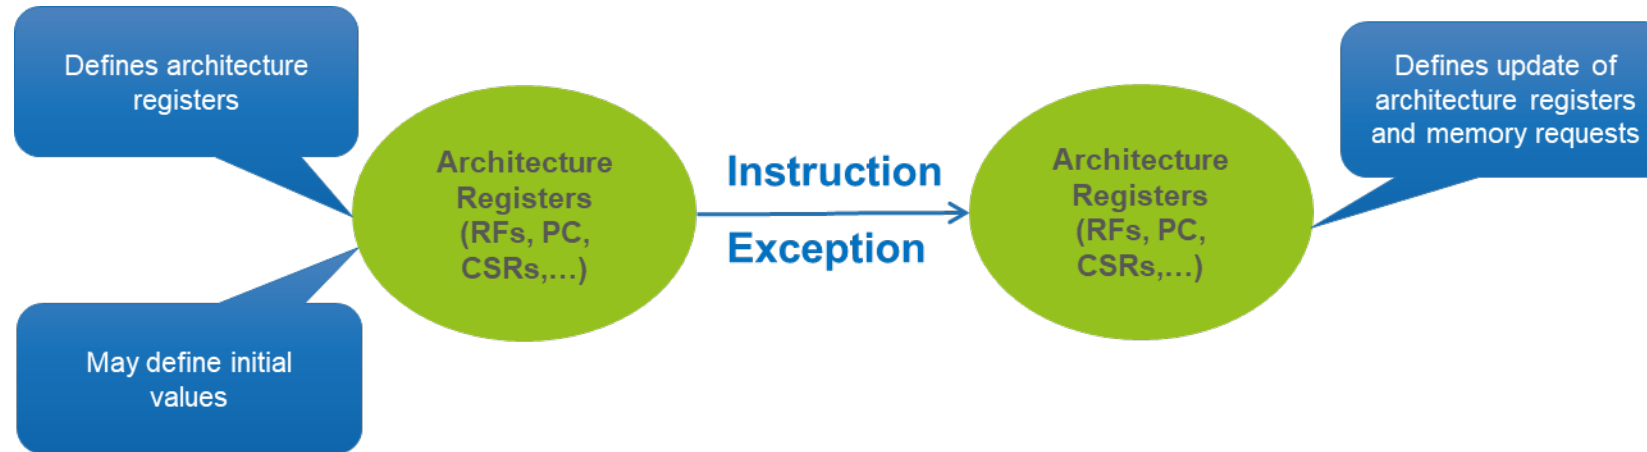 Defines architecture
registers
May define initial
values
Architecture
Registers
(RFs, PC,
CSRs,...)
Instruction
Exception
Architecture
Registers
(RFs, PC,
CSRs,...)
Defines update of
architecture registers
and memory requests